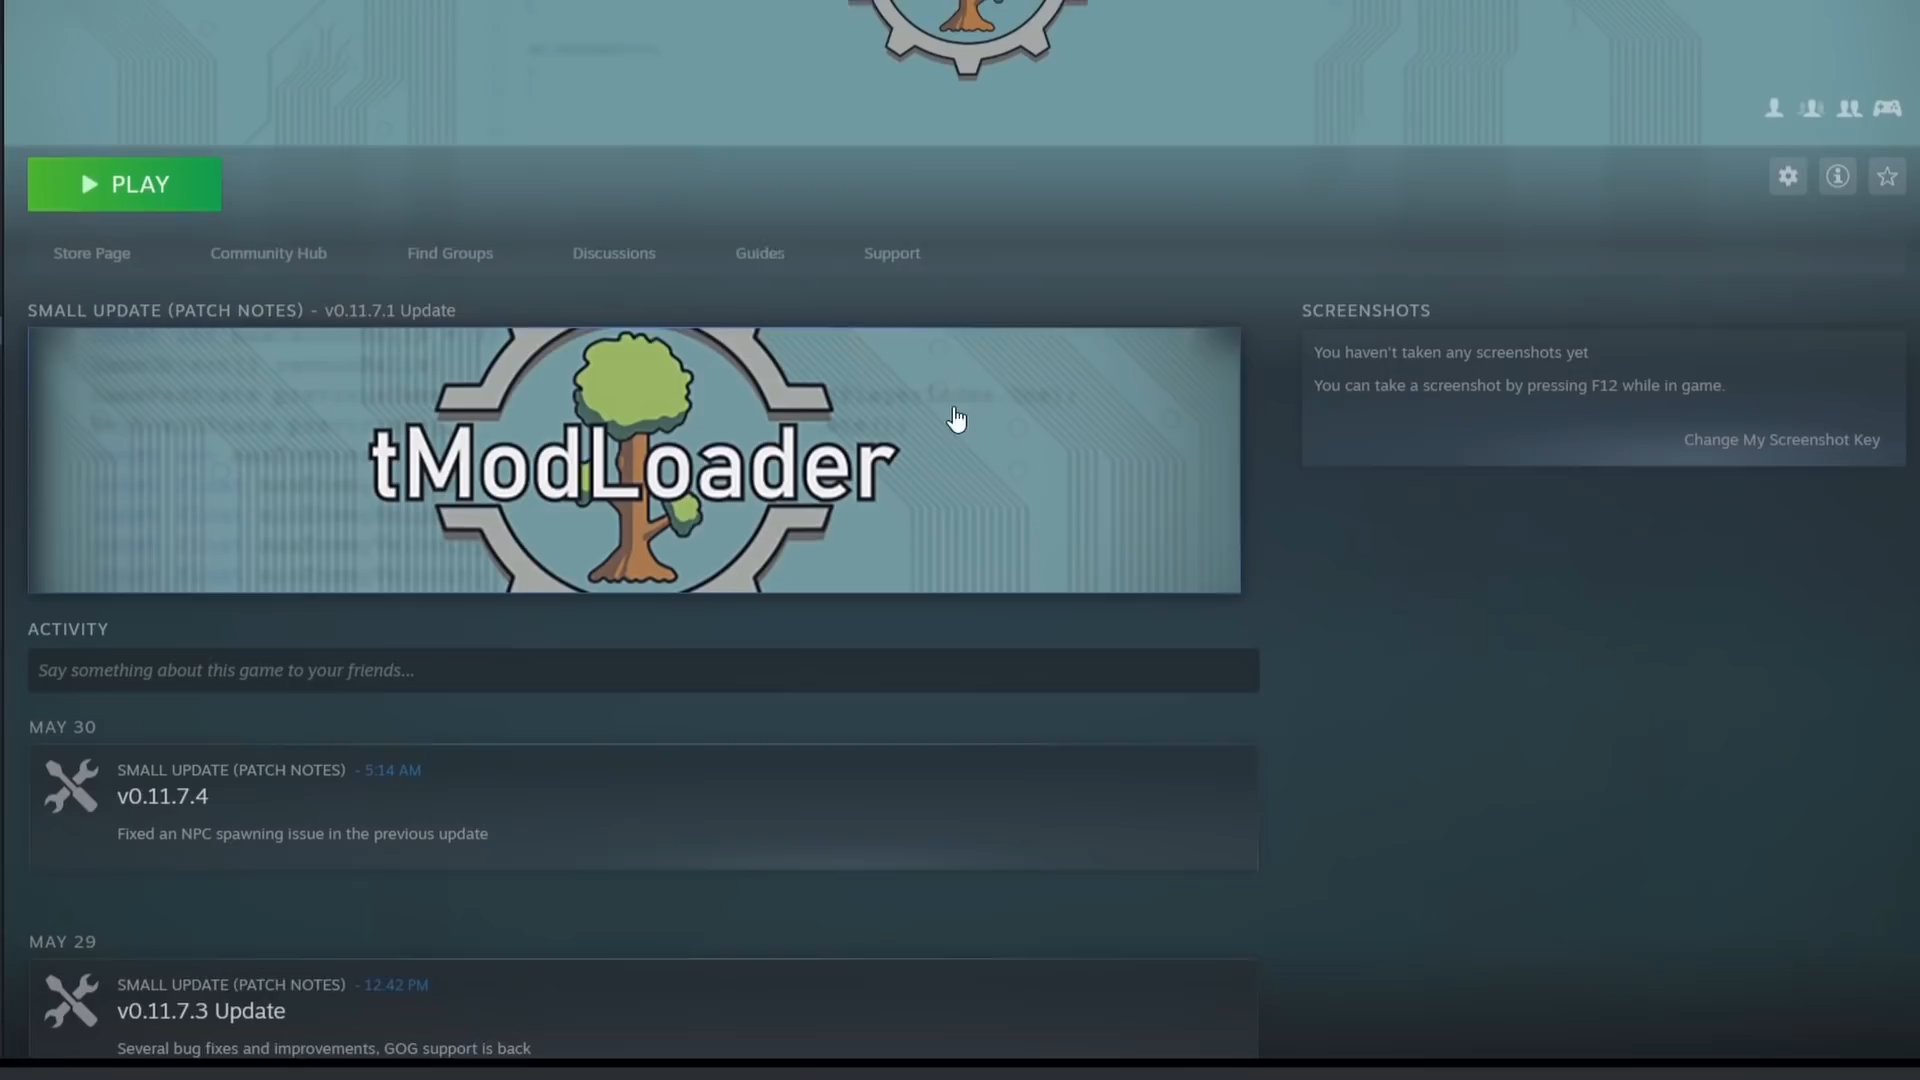 PLAY
Store Page
Community Hub
Find Groups
Discussions
Guides
Support
SMALL UPDATE (PATCH NOTES) - v0.11.7.1 Update
tModLoader
ACTIVITY
Say something about this game to your friends...
MAY 30
SMALL UPDATE (PATCH NOTES) - 5:14 AM
v0.11.7.4
Fixed an NPC spawning issue in the previous update
MAY 29
SMALL UPDATE (PATCH NOTES) - 12:42 PM
v0.11.7.3 Update
Several bug fixes and improvements, GOG support is back
SCREENSHOTS
You haven't taken any screenshots yet
You can take a screenshot by pressing F12 while in game.
Change My Screenshot Key